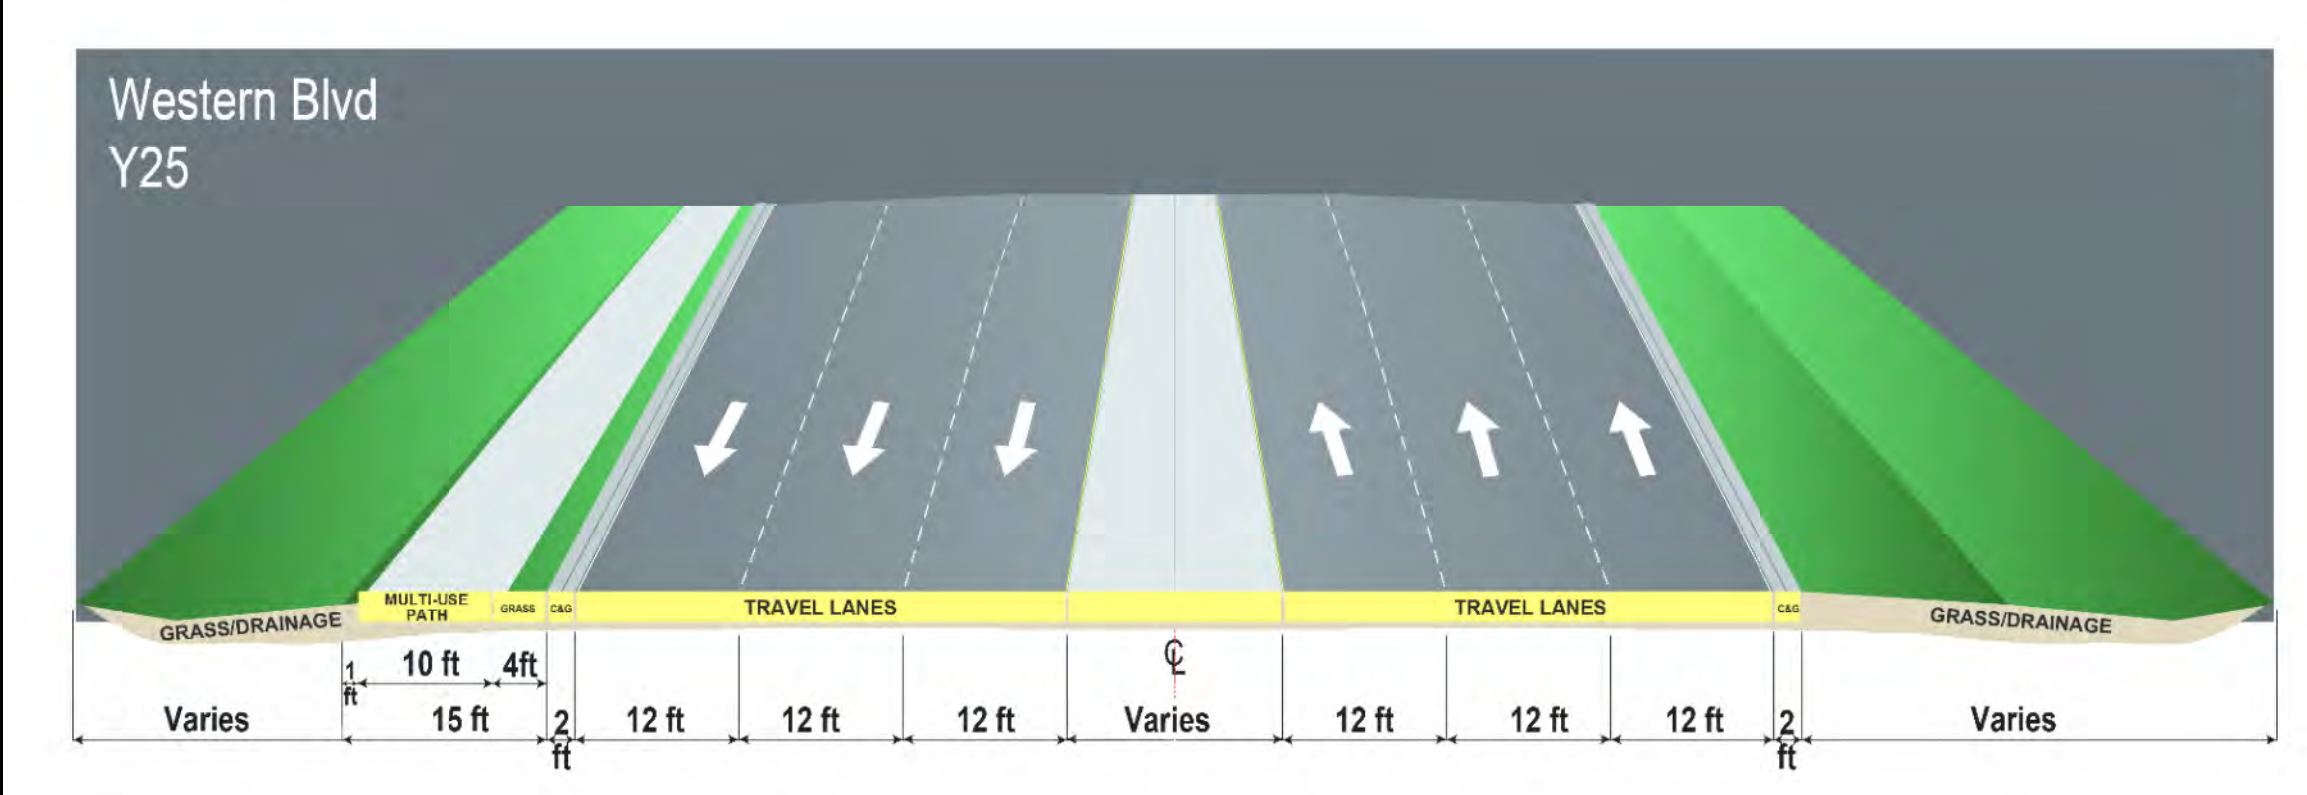 Western Blvd
Y25
GRASS/DRAINAGE
MULTI-USE
PATH
GRASS
C&G
TRAVEL LANES
TRAVEL LANES
C&G
GRASS/DRAINAGE
℄
1
ft
10 ft
4ft
Varies
15 ft
2
ft
12 ft
12 ft
12 ft
Varies
12 ft
12 ft
12 ft
2
ft
Varies